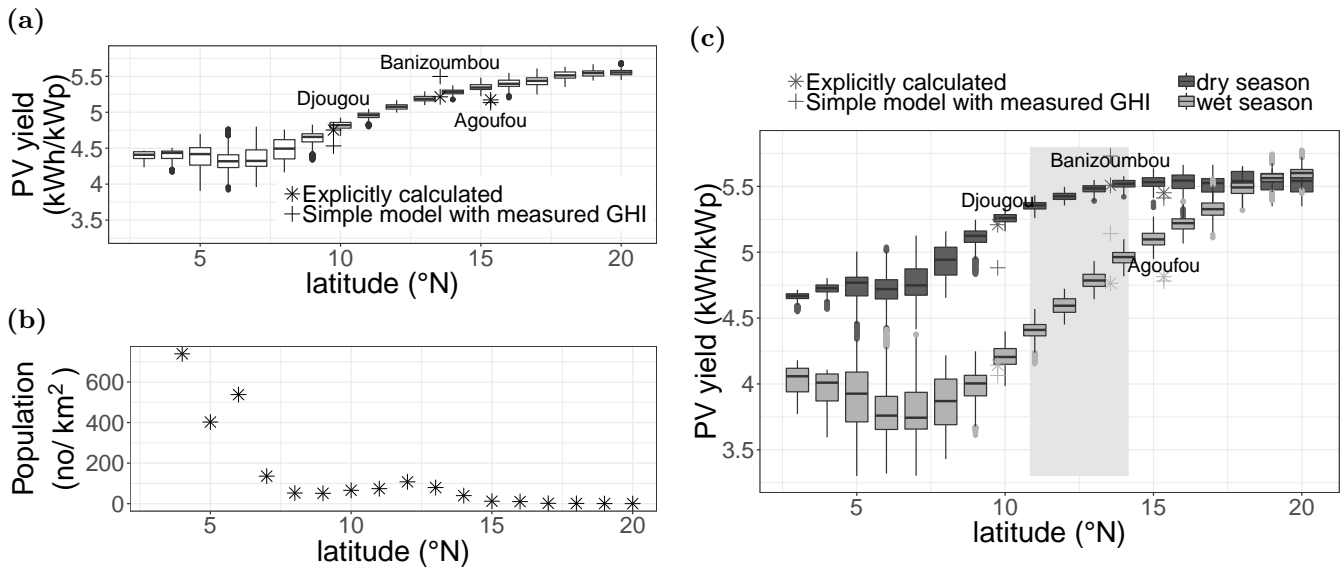 (a)
PV yield
(kWh/kWp)
5.5
5
4.5
4
3.5
Banizoumbou
Djougou
Agoufou
Explicitly calculated
Simple model with measured GHI
5
10
15
20
latitude (°N)
(b)
Population
(no/ km²)
600
400
200
0
5
10
15
20
latitude (°N)
(c)
Explicitly calculated
Simple model with measured GHI
dry season
wet season
PV yield (kWh/kWp)
5.5
5
4.5
4
3.5
Banizoumbou
Djougou
Agoufou
5
10
15
20
latitude (°N)